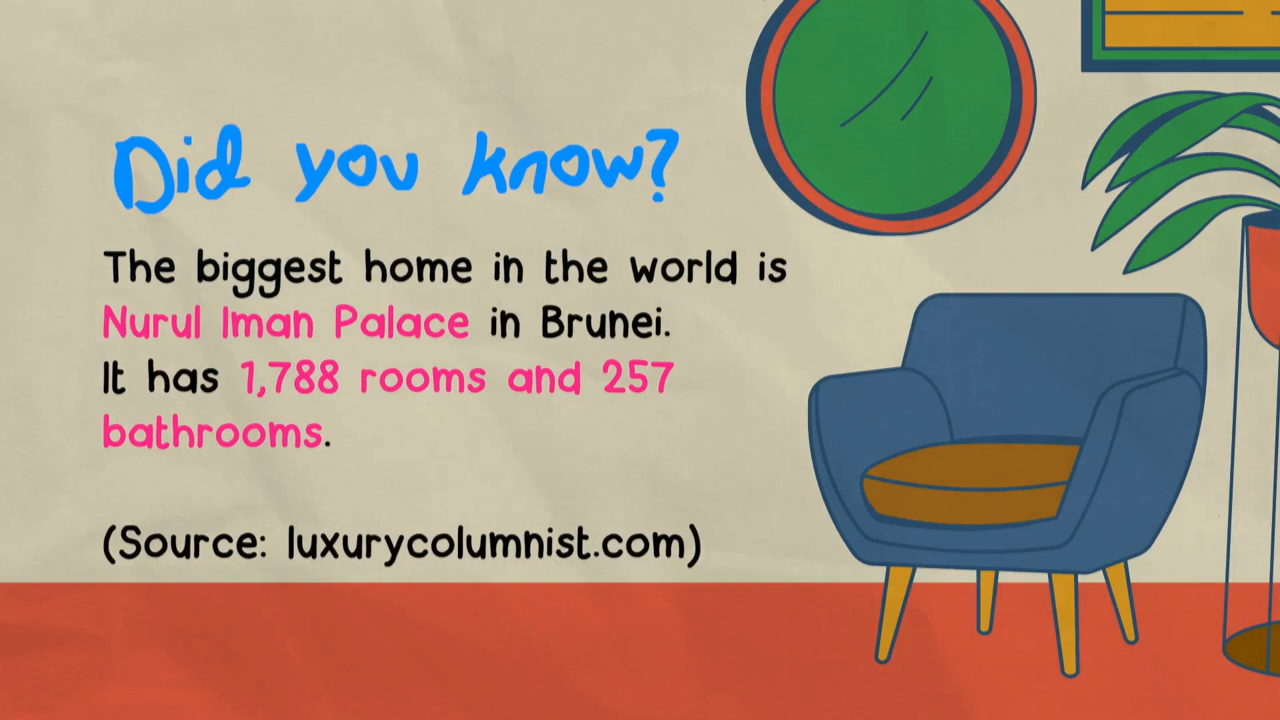 Did you know?
The biggest home in the world is
Nurul Iman Palace in Brunei.
It has 1,788 rooms and 257
bathrooms.
(Source: luxurycolumnist.com)